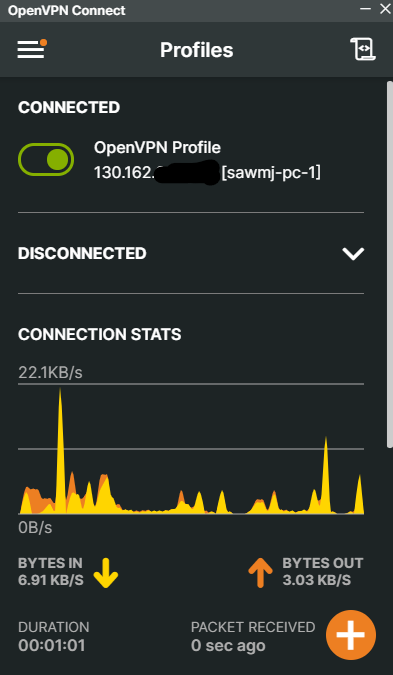 OpenVPN Connect
Profiles
CONNECTED
OpenVPN Profile
130.162. [sawmj-pc-1]
DISCONNECTED
CONNECTION STATS
22.1KB/s
0B/s
BYTES IN
6.91 KB/S
BYTES OUT
3.03 KB/S
DURATION
00:01:01
PACKET RECEIVED
0 sec ago